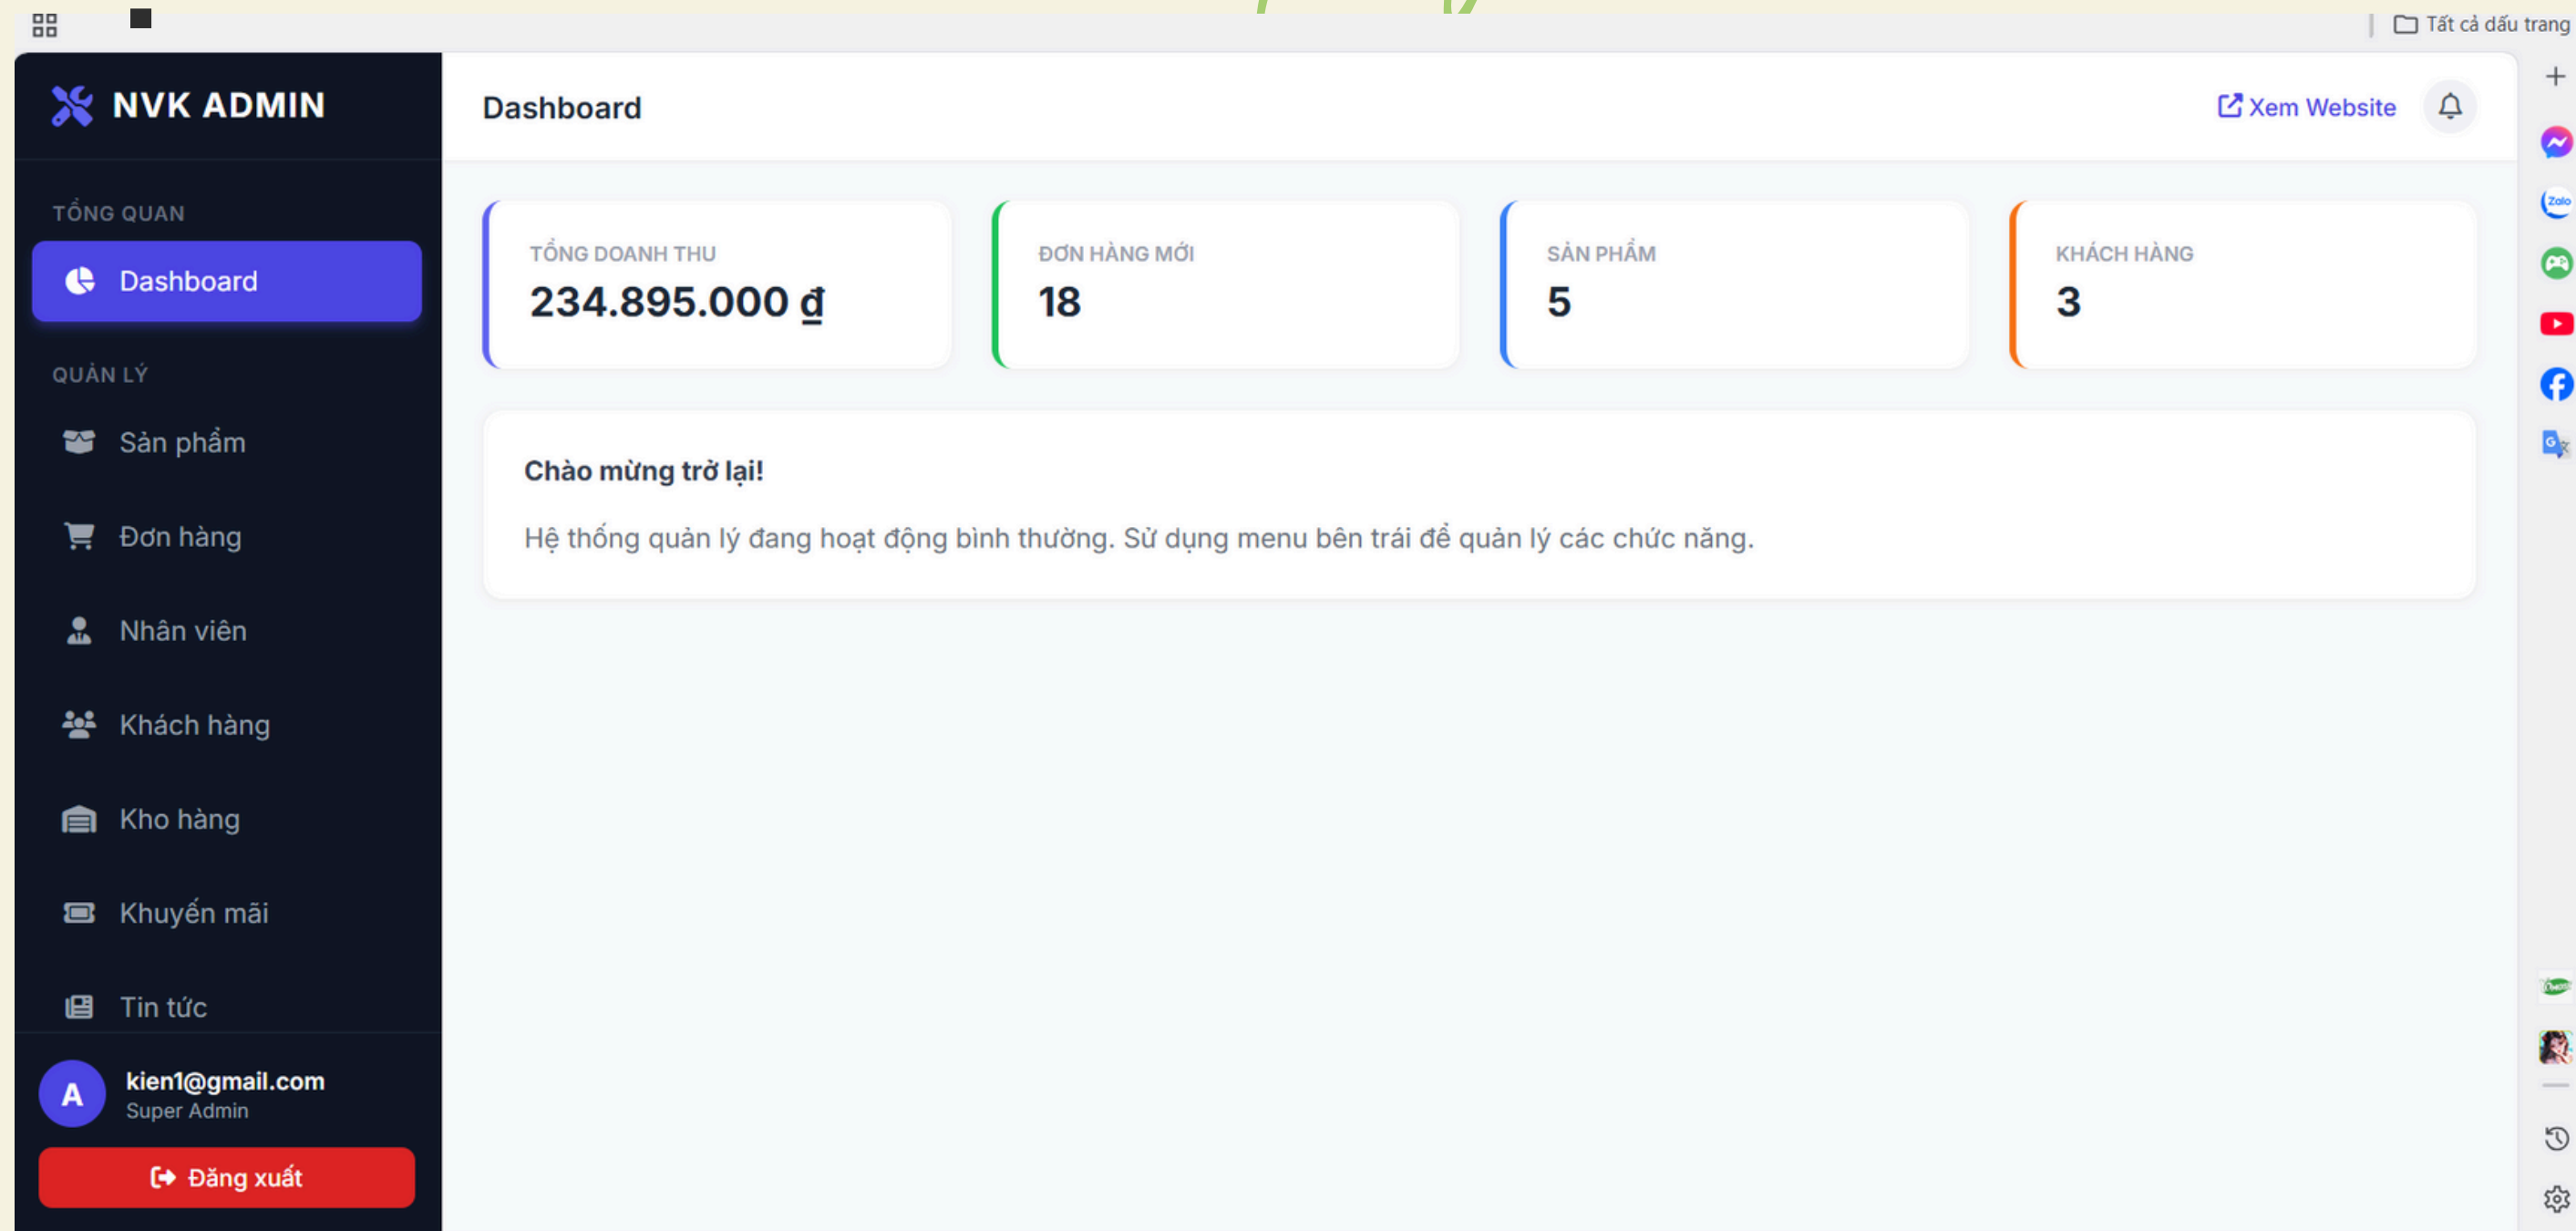 Tất cả dấu trang
NVK ADMIN
TỔNG QUAN
Dashboard
QUẢN LÝ
Sản phẩm
Đơn hàng
Nhân viên
Khách hàng
Kho hàng
Khuyến mãi
Tin tức
A
kien1@gmail.com
Super Admin
Đăng xuất
Dashboard
Xem Website
TỔNG DOANH THU
234.895.000 ₫
ĐƠN HÀNG MỚI
18
SẢN PHẨM
5
KHÁCH HÀNG
3
Chào mừng trở lại!
Hệ thống quản lý đang hoạt động bình thường. Sử dụng menu bên trái để quản lý các chức năng.
Zalo